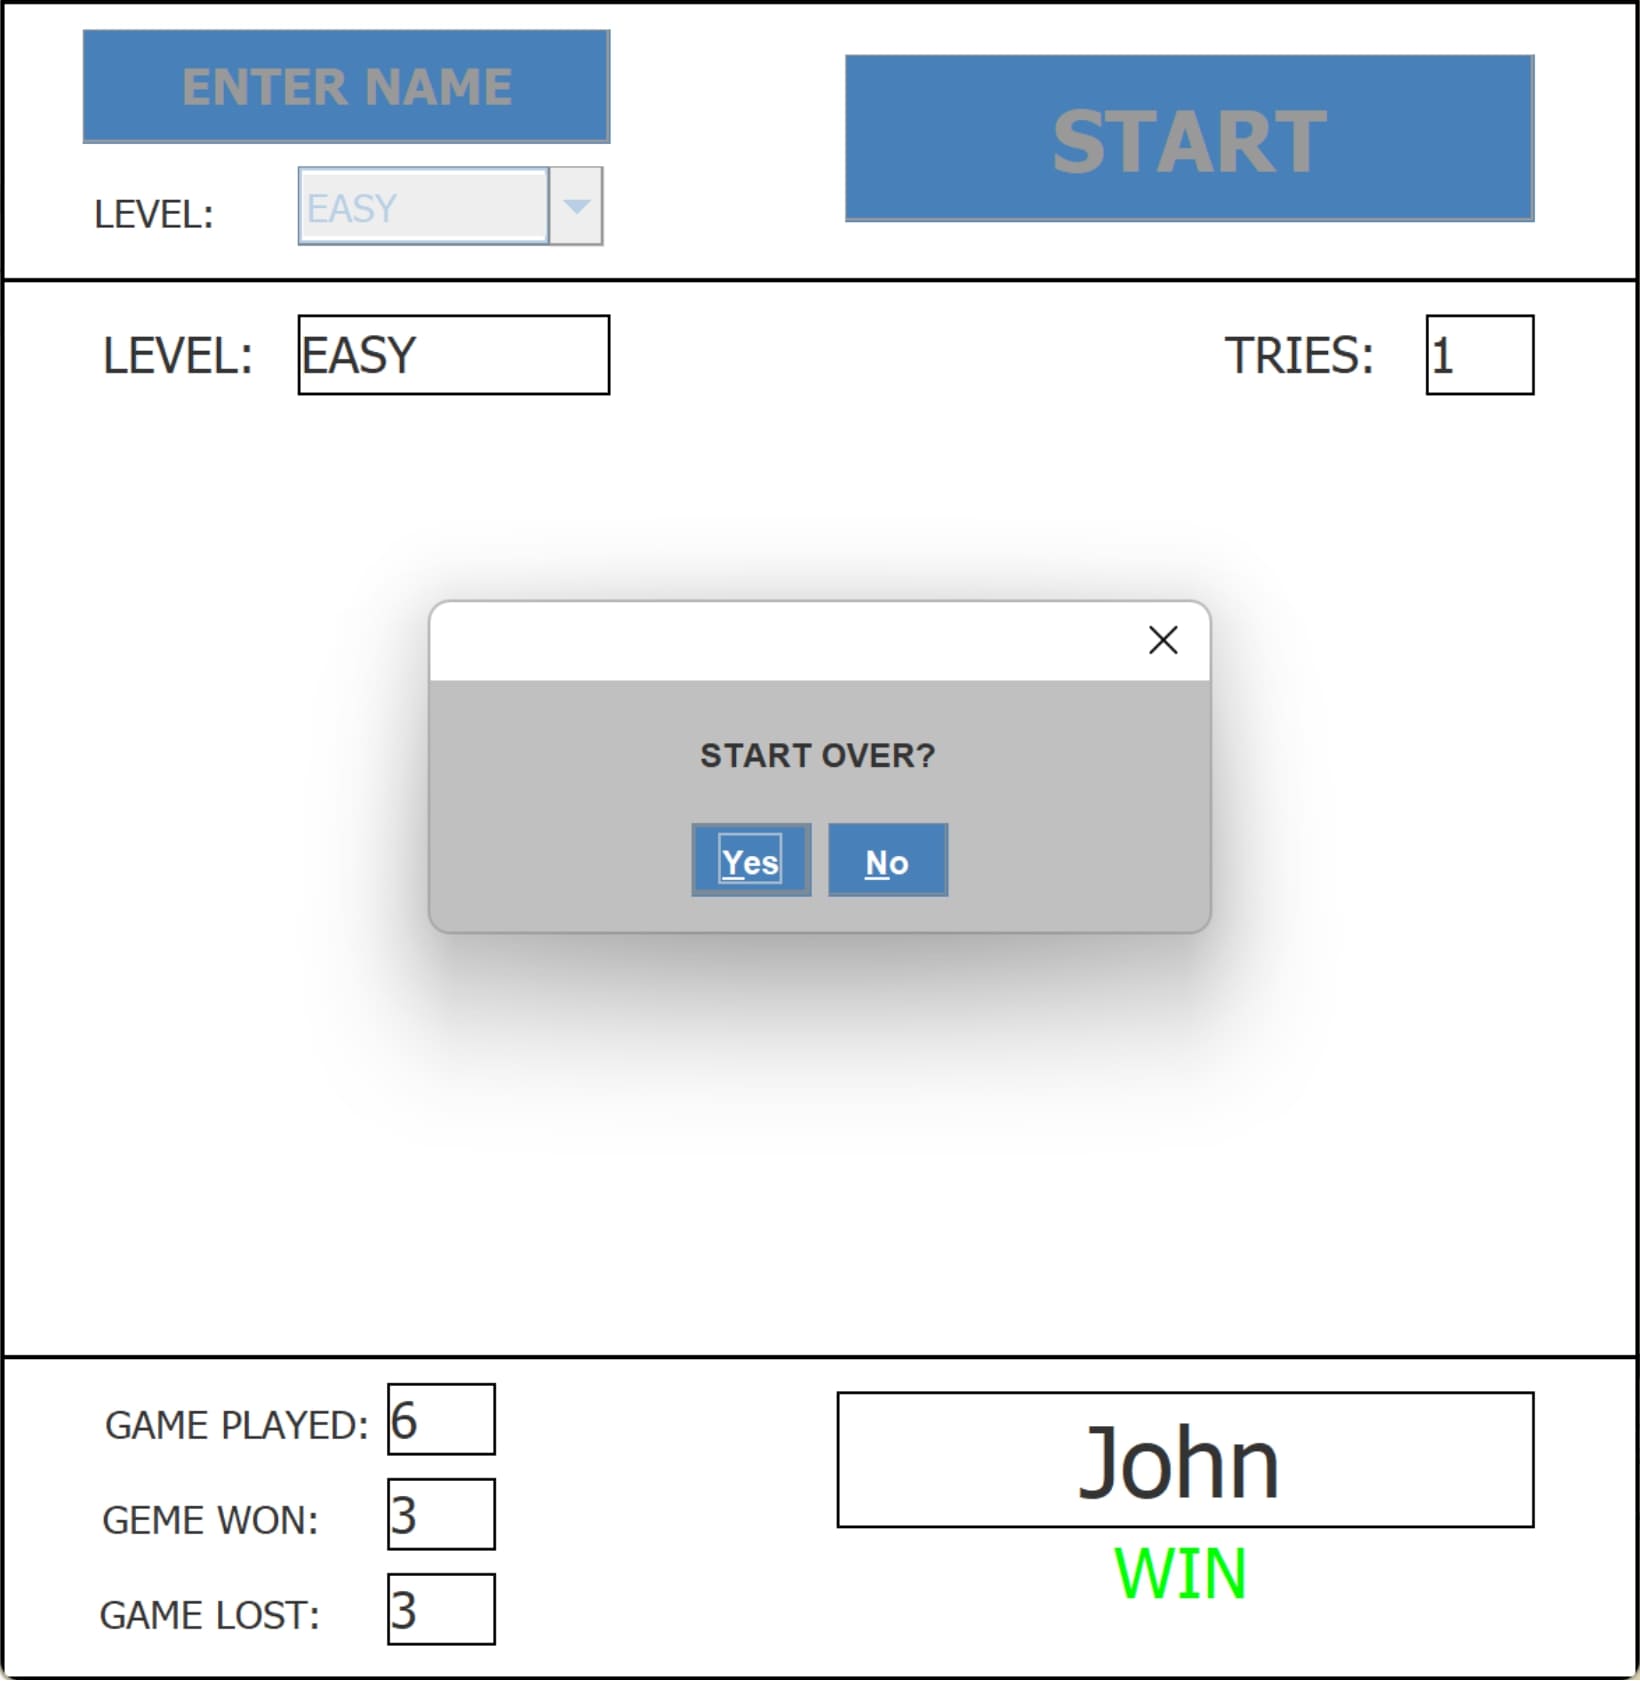 ENTER NAME
START
LEVEL:
EASY
LEVEL:
EASY
TRIES:
1
START OVER?
Yes
No
GAME PLAYED:
6
GEME WON:
3
GAME LOST:
3
John
WIN